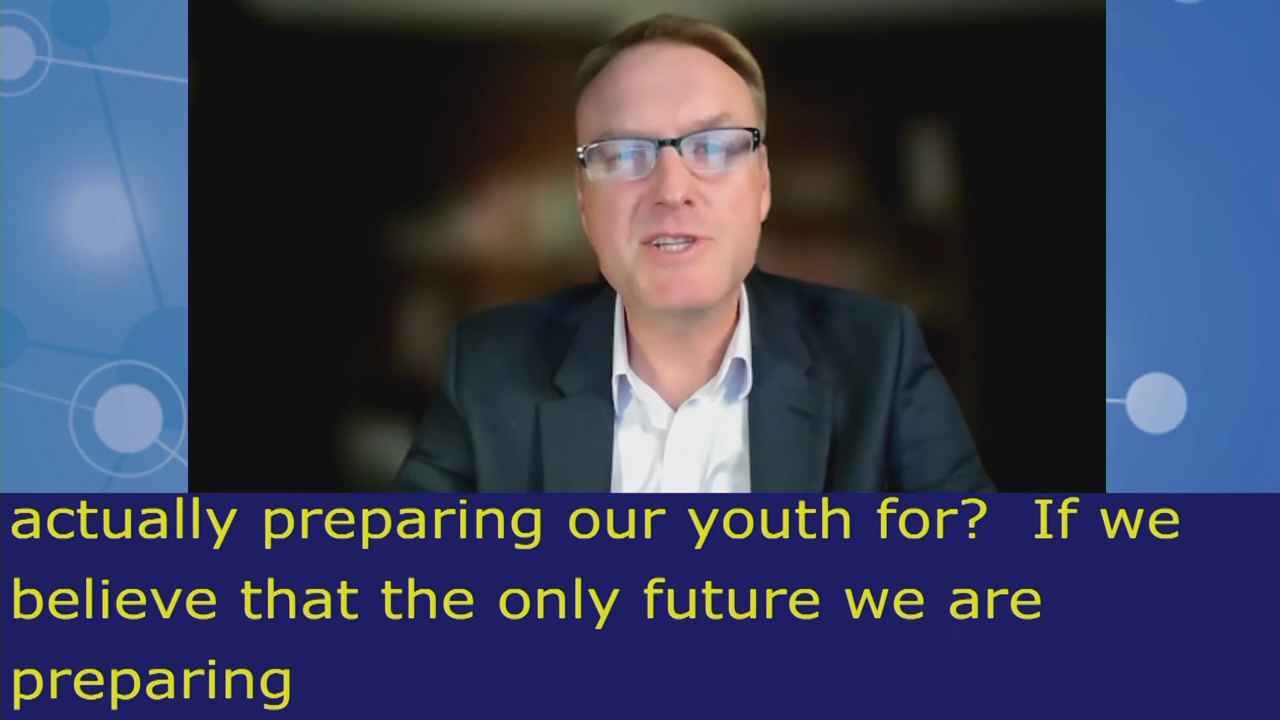 actually preparing our youth for?  If we
believe that the only future we are
preparing